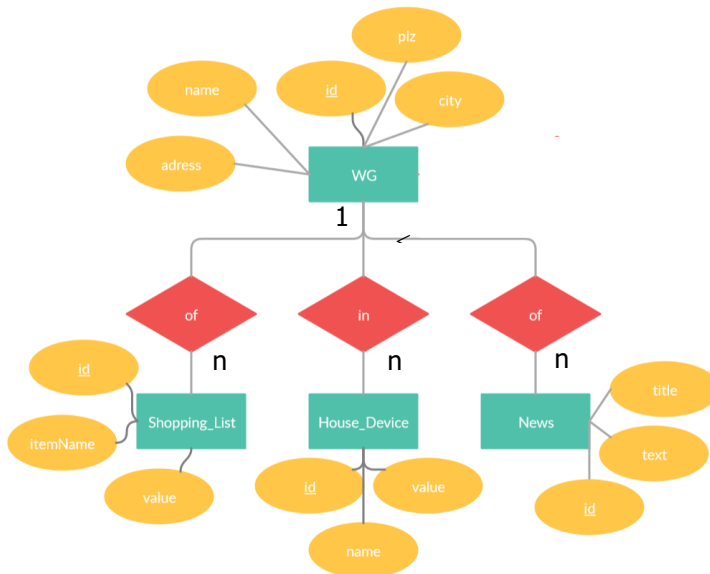 plz
name
id
city
adress
WG
1
of
in
of
n
n
n
id
title
itemName
Shopping_List
House_Device
News
text
value
id
value
id
name